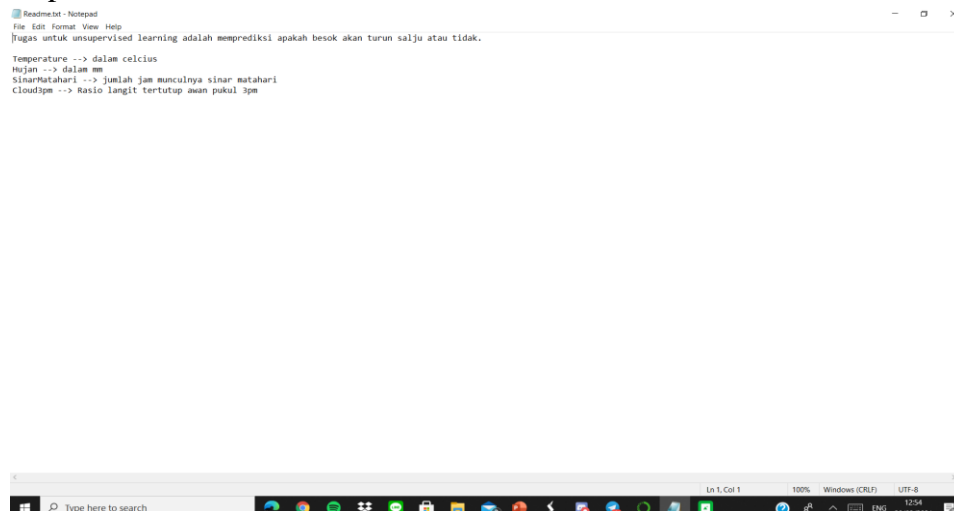 Readme.txt - Notepad
File Edit Format View Help
Tugas untuk unsupervised learning adalah memprediksi apakah besok akan turun salju atau tidak.
Temperature --> dalam celcius
Hujan --> dalam mm
SinarMatahari --> jumlah jam munculnya sinar matahari
Cloud3pm --> Rasio langit tertutup awan pukul 3pm
Ln 1, Col 1 100% Windows (CRLF) UTF-8
Type here to search ENG 12:54